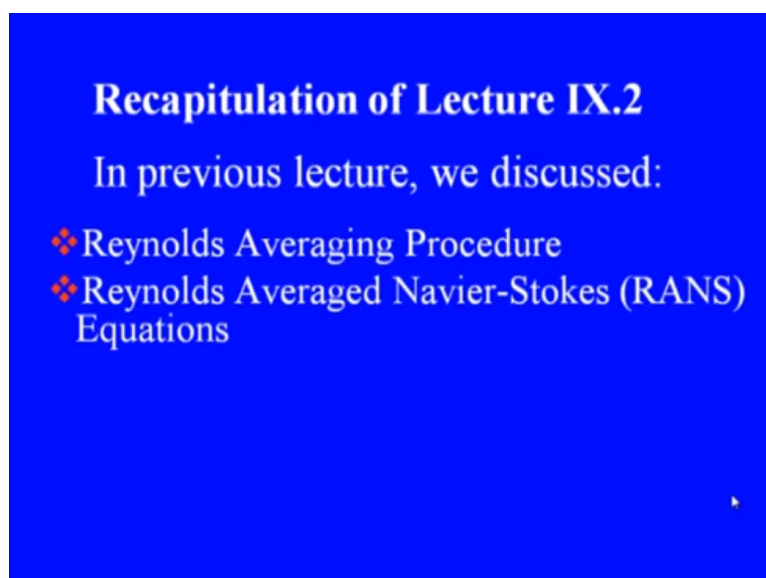 Recapitulation of Lecture IX.2
In previous lecture, we discussed:
Reynolds Averaging Procedure
Reynolds Averaged Navier-Stokes (RANS)
Equations